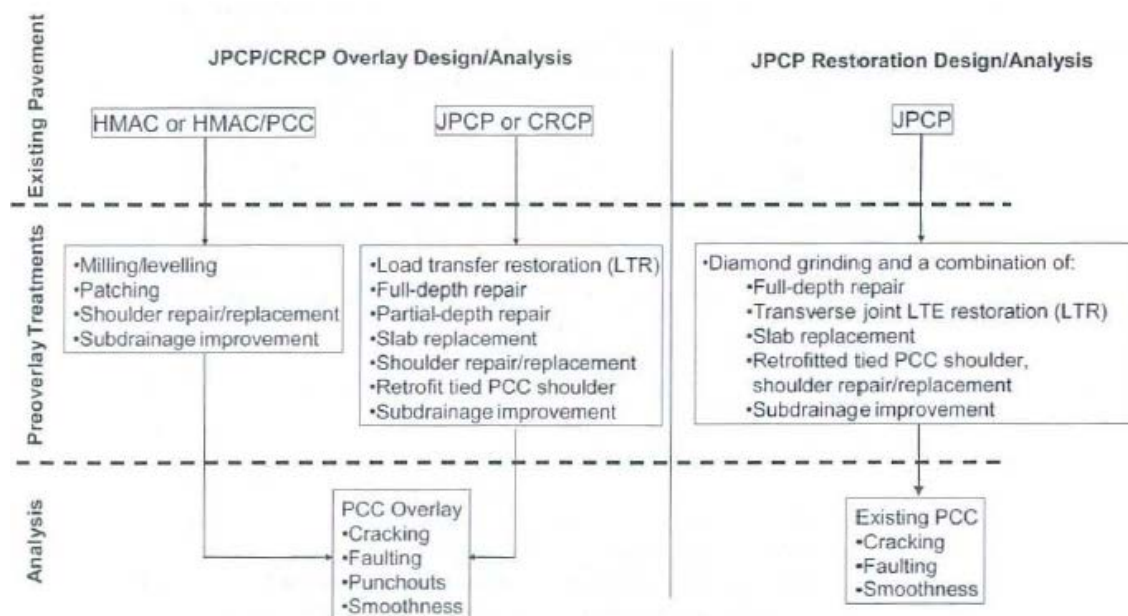 JPCP/CRCP Overlay Design/Analysis
JPCP Restoration Design/Analysis
Existing Pavement
HMAC or HMAC/PCC
JPCP or CRCP
JPCP
Preoverlay Treatments
•Milling/levelling
•Patching
•Shoulder repair/replacement
•Subdrainage improvement
•Load transfer restoration (LTR)
•Full-depth repair
•Partial-depth repair
•Slab replacement
•Shoulder repair/replacement
•Retrofit tied PCC shoulder
•Subdrainage improvement
•Diamond grinding and a combination of:
•Full-depth repair
•Transverse joint LTE restoration (LTR)
•Slab replacement
•Retrofitted tied PCC shoulder,
shoulder repair/replacement
•Subdrainage improvement
Analysis
PCC Overlay
•Cracking
•Faulting
•Punchouts
•Smoothness
Existing PCC
•Cracking
•Faulting
•Smoothness